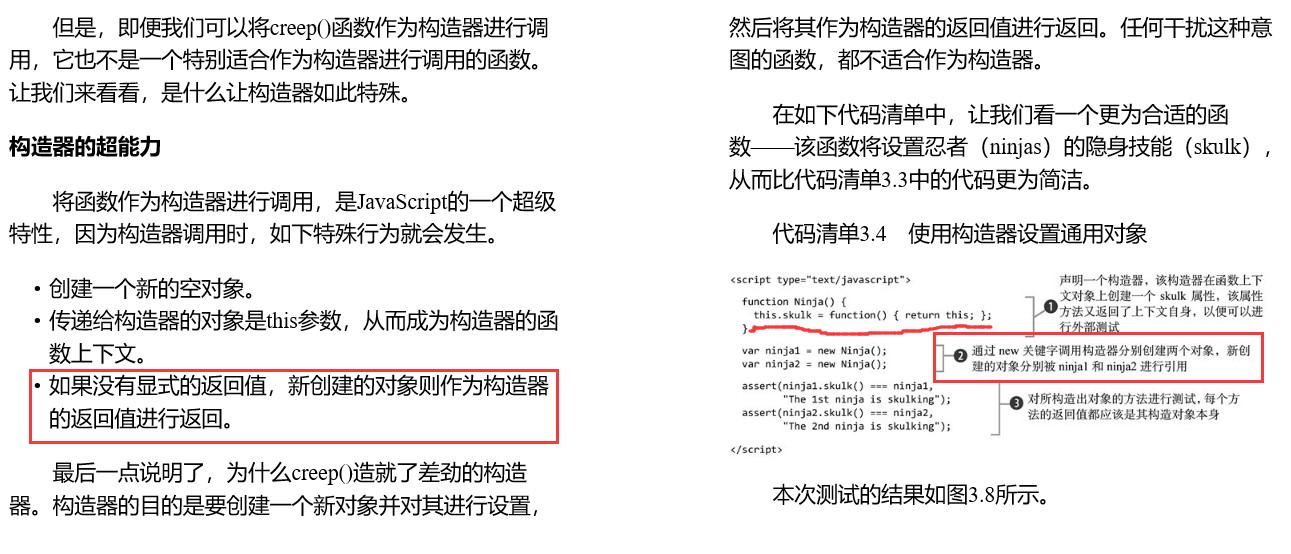 但是，即便我们可以将creep()函数作为构造器进行调
用，它也不是一个特别适合作为构造器进行调用的函数。
让我们来看看，是什么让构造器如此特殊。
构造器的超能力
将函数作为构造器进行调用，是JavaScript的一个超级
特性，因为构造器调用时，如下特殊行为就会发生。
• 创建一个新的空对象。
• 传递给构造器的对象是this参数，从而成为构造器的函
数上下文。
• 如果没有显式的返回值，新创建的对象则作为构造器
的返回值进行返回。
最后一点说明了，为什么creep()造就了差劲的构造
器。构造器的目的是要创建一个新对象并对其进行设置，
然后将其作为构造器的返回值进行返回。任何干扰这种意
图的函数，都不适合作为构造器。
在如下代码清单中，让我们看一个更为合适的函
数——该函数将设置忍者（ninjas）的隐身技能（skulk），
从而比代码清单3.3中的代码更为简洁。
代码清单3.4 使用构造器设置通用对象
<script type="text/javascript">
function Ninja() {
this.skulk = function() { return this; };
}
var ninja1 = new Ninja();
var ninja2 = new Ninja();
assert(ninja1.skulk() === ninja1,
"The 1st ninja is skulking");
assert(ninja2.skulk() === ninja2,
"The 2nd ninja is skulking");
</script>
❶ 声明一个构造器，该构造器在函数上下
文对象上创建一个 skulk 属性，该属性
方法又返回了上下文自身，以便可以进
行外部测试
❷ 通过 new 关键字调用构造器分别创建两个对象，新创
建的对象分别被 ninja1 和 ninja2 进行引用
❸ 对所构造出对象的方法进行测试，每个方
法的返回值都应该是其构造对象本身
本次测试的结果如图3.8所示。